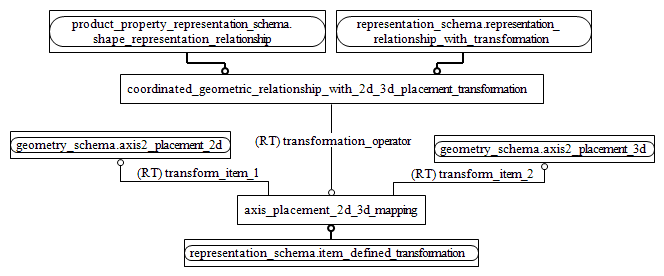 product_property_representation_schema.
shape_representation_relationship
representation_schema.representation_
relationship_with_transformation
coordinated_geometric_relationship_with_2d_3d_placement_transformation
(RT) transformation_operator
geometry_schema.axis2_placement_2d
geometry_schema.axis2_placement_3d
(RT) transform_item_1
(RT) transform_item_2
axis_placement_2d_3d_mapping
representation_schema.item_defined_transformation